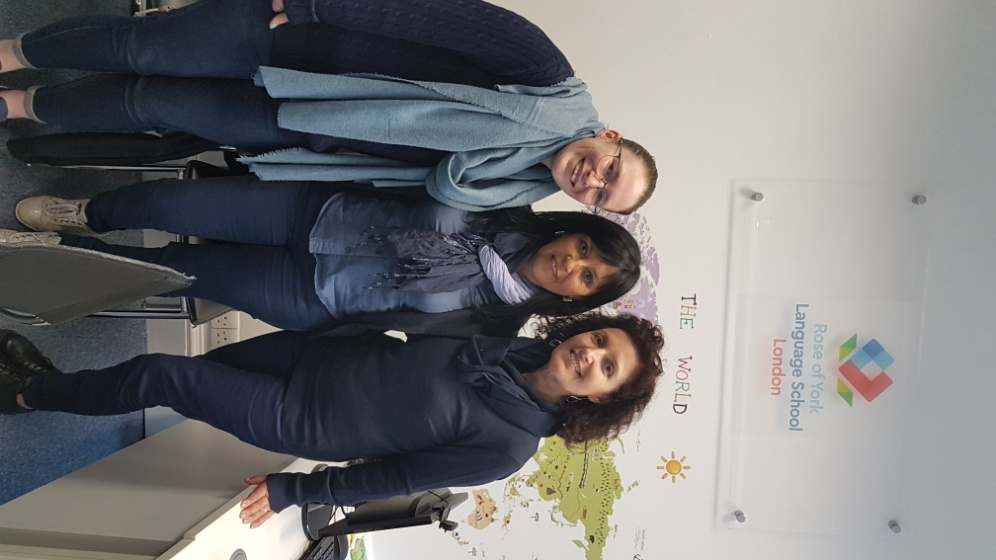 Rose of York
Language School
London
THE WORLD